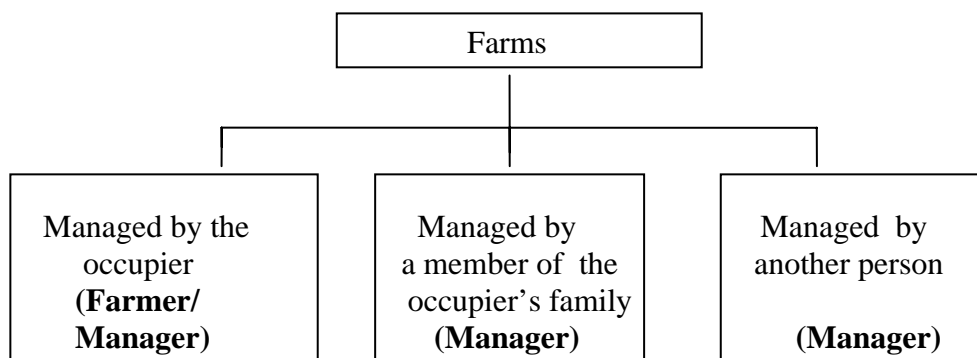 Farms
Managed by the
occupier
(Farmer/
Manager)
Managed by
a member of the
occupier’s family
(Manager)
Managed by
another person
(Manager)